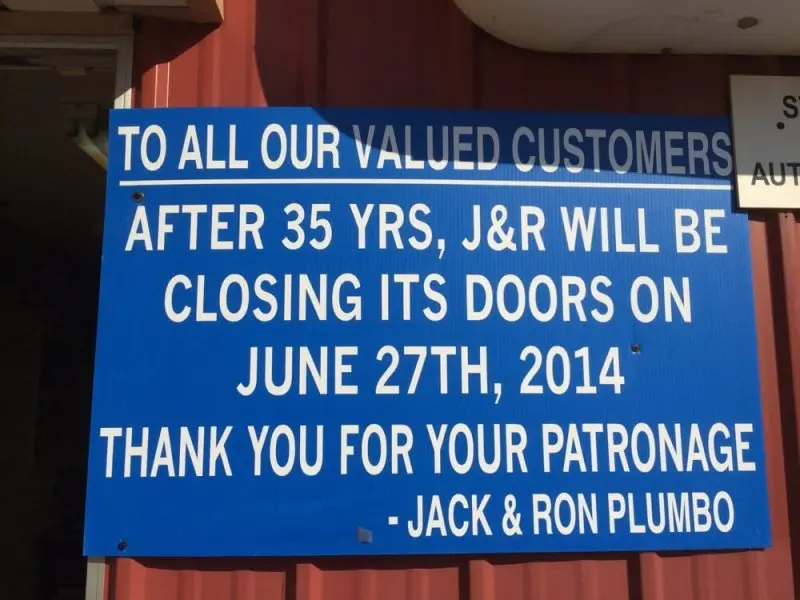 TO ALL OUR VALUED CUSTOMERS
AFTER 35 YRS, J&R WILL BE
CLOSING ITS DOORS ON
JUNE 27TH, 2014
THANK YOU FOR YOUR PATRONAGE
- JACK & RON PLUMBO